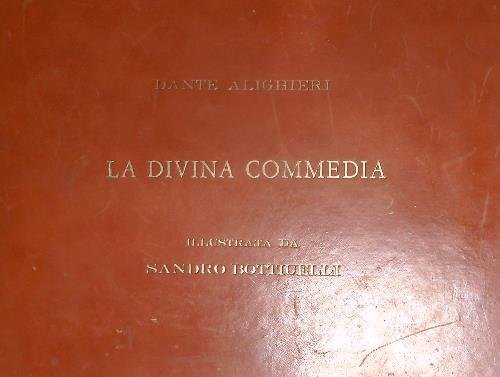 DANTE ALIGHIERI
LA DIVINA COMMEDIA
ILLUSTRATA DA
SANDRO BOTTICELLI